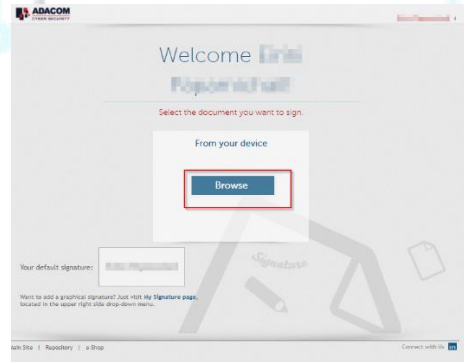 ADACOM
CYBER SECURITY
Welcome
Select the document you want to sign.
From your device
Browse
Signature
Your default signature:
Want to add a graphical signature? Just visit My Signature page,
located in the upper right side drop-down menu.
ain Site | Repository | e-Shop
Connect with Us in